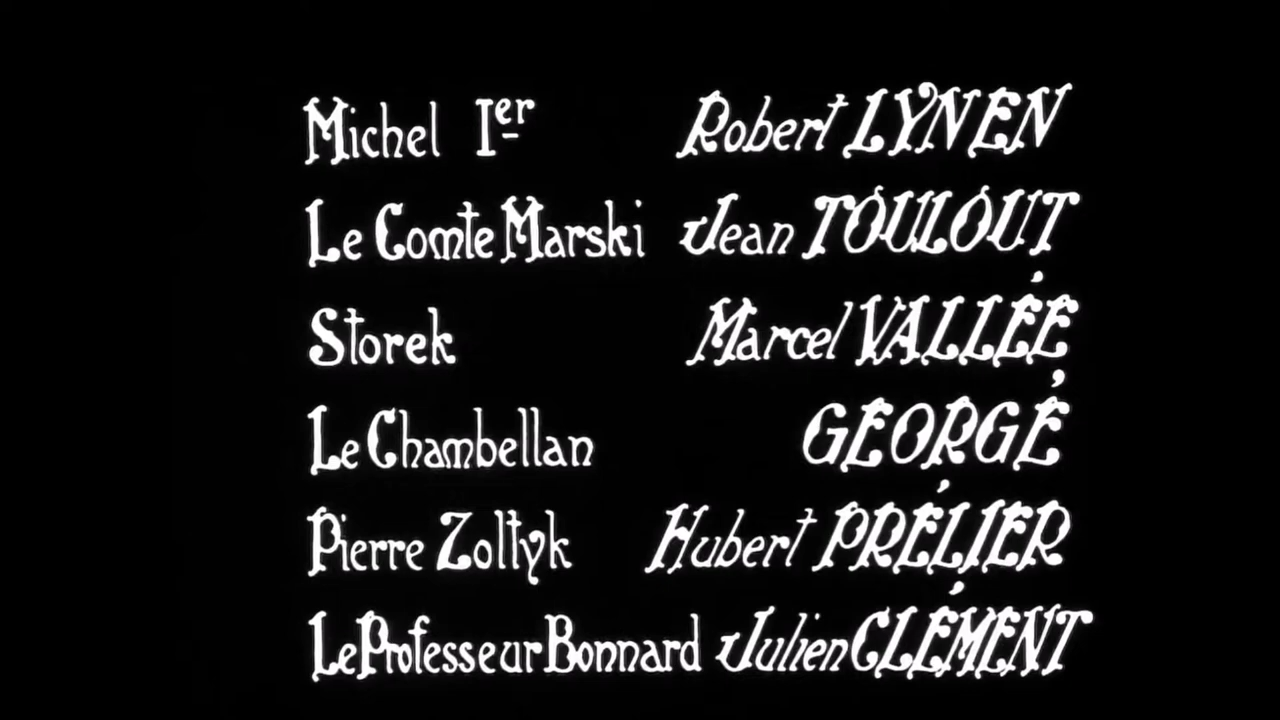 Michel Ier Robert LYNEN
Le Comte Marski Jean TOULOUT
Storek Marcel VALLÉE
Le Chambellan GEORGÉ
Pierre Zoltyk Hubert PRÉLIER
Le Professeur Bonnard Julien CLÉMENT